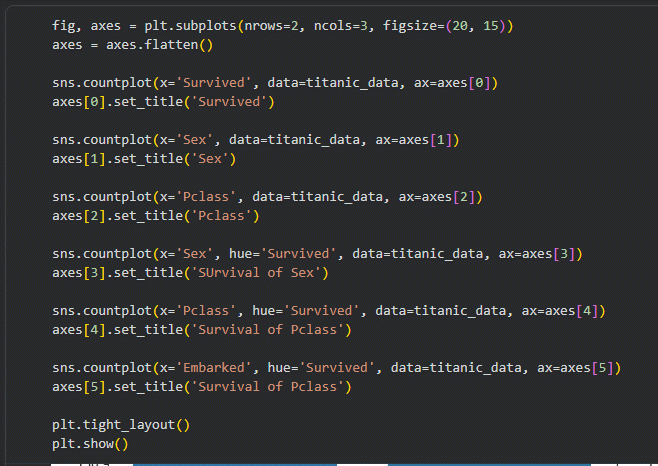 fig, axes = plt.subplots(nrows=2, ncols=3, figsize=(20, 15))
axes = axes.flatten()
sns.countplot(x='Survived', data=titanic_data, ax=axes[0])
axes[0].set_title('Survived')
sns.countplot(x='Sex', data=titanic_data, ax=axes[1])
axes[1].set_title('Sex')
sns.countplot(x='Pclass', data=titanic_data, ax=axes[2])
axes[2].set_title('Pclass')
sns.countplot(x='Sex', hue='Survived', data=titanic_data, ax=axes[3])
axes[3].set_title('SUrvival of Sex')
sns.countplot(x='Pclass', hue='Survived', data=titanic_data, ax=axes[4])
axes[4].set_title('Survival of Pclass')
sns.countplot(x='Embarked', hue='Survived', data=titanic_data, ax=axes[5])
axes[5].set_title('Survival of Pclass')
plt.tight_layout()
plt.show()